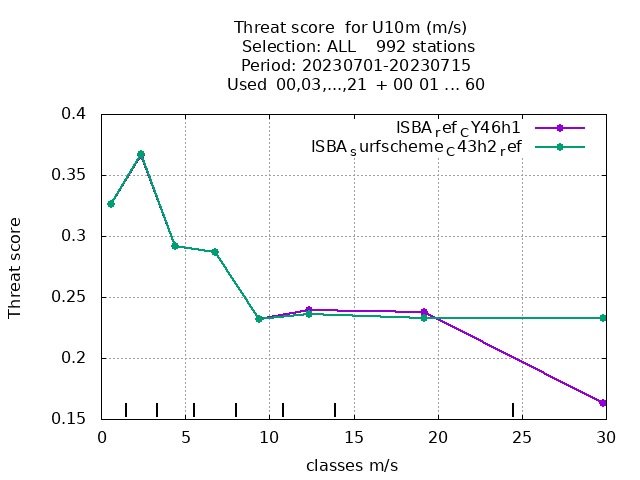 Threat score  for U10m (m/s)
Selection: ALL    992 stations
Period: 20230701-20230715
Used  00,03,...,21  + 00 01 ... 60
0.4
0.35
0.3
0.25
0.2
0.15
Threat score
ISBArefCY46h1
ISBAsurfschemeC43h2ref
0 5 10 15 20 25 30
classes m/s